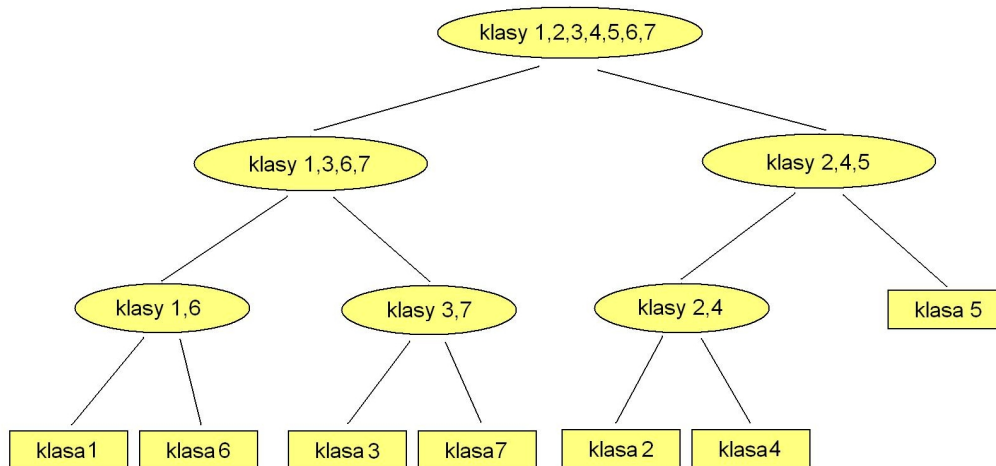 klasy 1,2,3,4,5,6,7
klasy 1,3,6,7
klasy 2,4,5
klasy 1,6
klasy 3,7
klasy 2,4
klasa 5
klasa 1
klasa 6
klasa 3
klasa 7
klasa 2
klasa 4